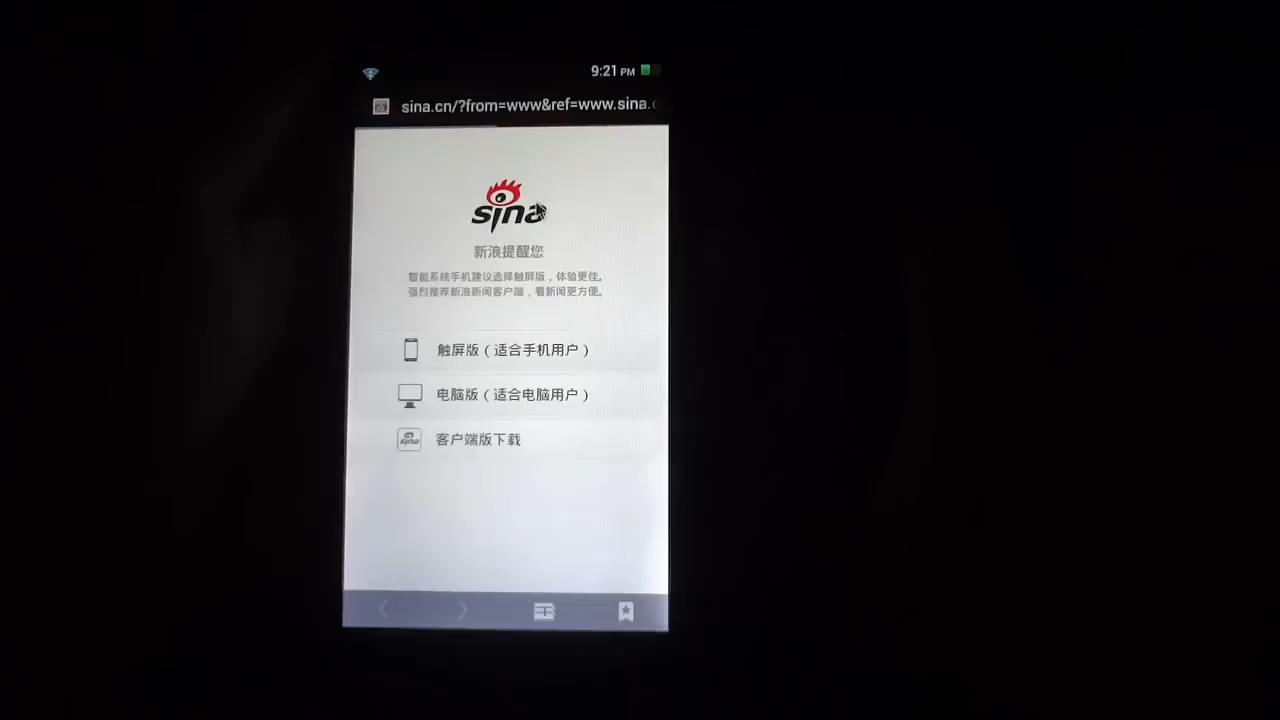 9:21 PM
sina.cn/?from=www&ref=www.sina.c
sina
新浪提醒您
智能系统手机建议选择触屏版，体验更佳。
强烈推荐新浪新闻客户端，看新闻更方便。
触屏版（适合手机用户）
电脑版（适合电脑用户）
sina
客户端版下载